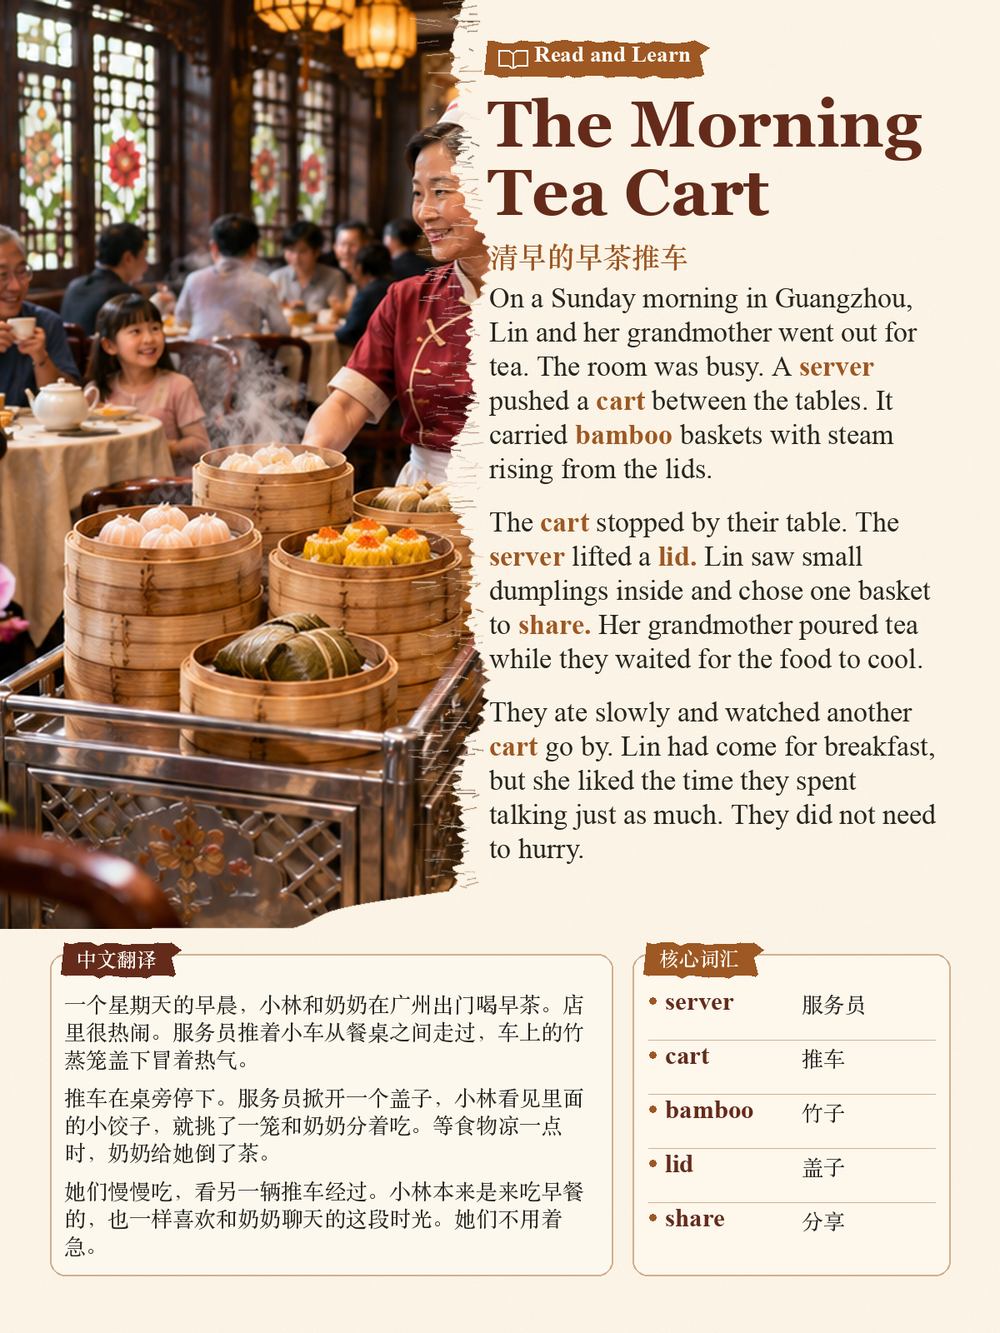 Read and Learn
The Morning
Tea Cart
清早的早茶推车
On a Sunday morning in Guangzhou,
Lin and her grandmother went out for
tea. The room was busy. A server
pushed a cart between the tables. It
carried bamboo baskets with steam
rising from the lids.
The cart stopped by their table. The
server lifted a lid. Lin saw small
dumplings inside and chose one basket
to share. Her grandmother poured tea
while they waited for the food to cool.
They ate slowly and watched another
cart go by. Lin had come for breakfast,
but she liked the time they spent
talking just as much. They did not need
to hurry.
中文翻译
一个星期天的早晨，小林和奶奶在广州出门喝早茶。店
里很热闹。服务员推着小车从餐桌之间走过，车上的竹
蒸笼盖下冒着热气。
推车在桌旁停下。服务员掀开一个盖子，小林看见里面
的小饺子，就挑了一笼和奶奶分着吃。等食物凉一点
时，奶奶给她倒了茶。
她们慢慢吃，看另一辆推车经过。小林本来是来吃早餐
的，也一样喜欢和奶奶聊天的这段时光。她们不用着
急。
核心词汇
• server 服务员
• cart 推车
• bamboo 竹子
• lid 盖子
• share 分享